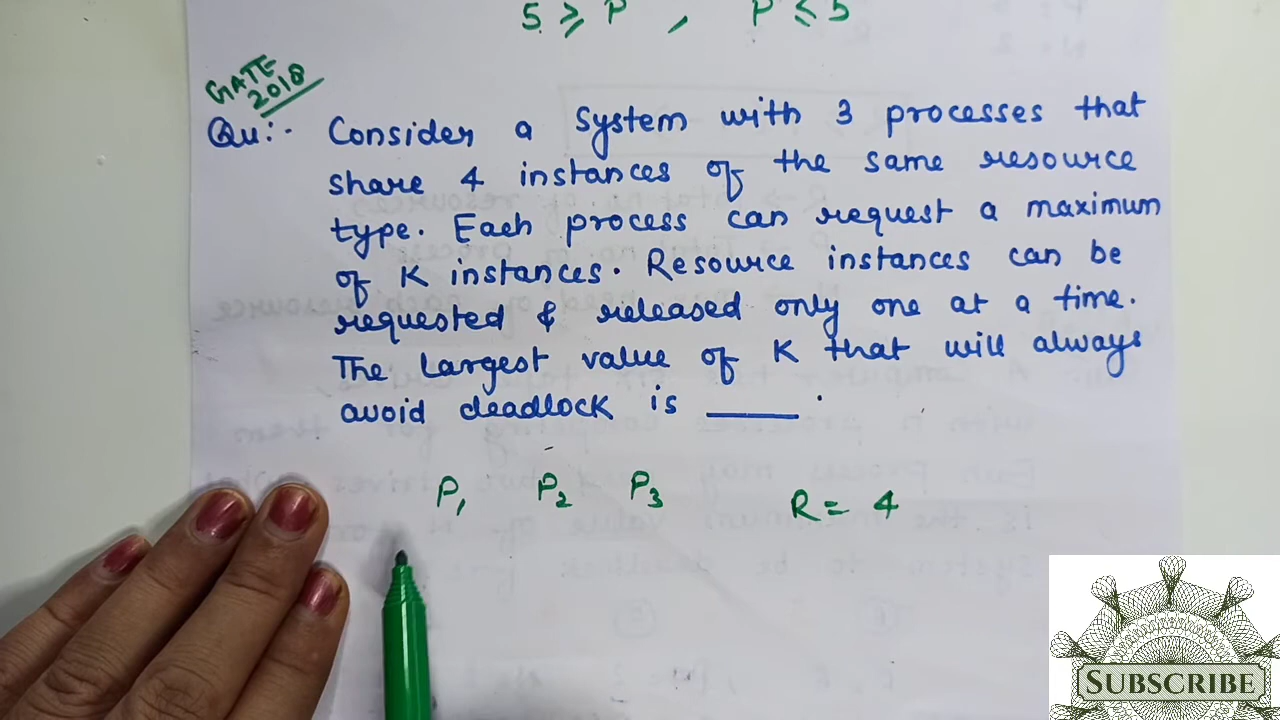 5 ≥ P , P ≤ 5
GATE
2018
Qu:- Consider a system with 3 processes that
share 4 instances of the same resource
type. Each process can request a maximum
of K instances. Resource instances can be
requested & released only one at a time.
The largest value of K that will always
avoid deadlock is ______ .
P1 P2 P3 R = 4
SUBSCRIBE